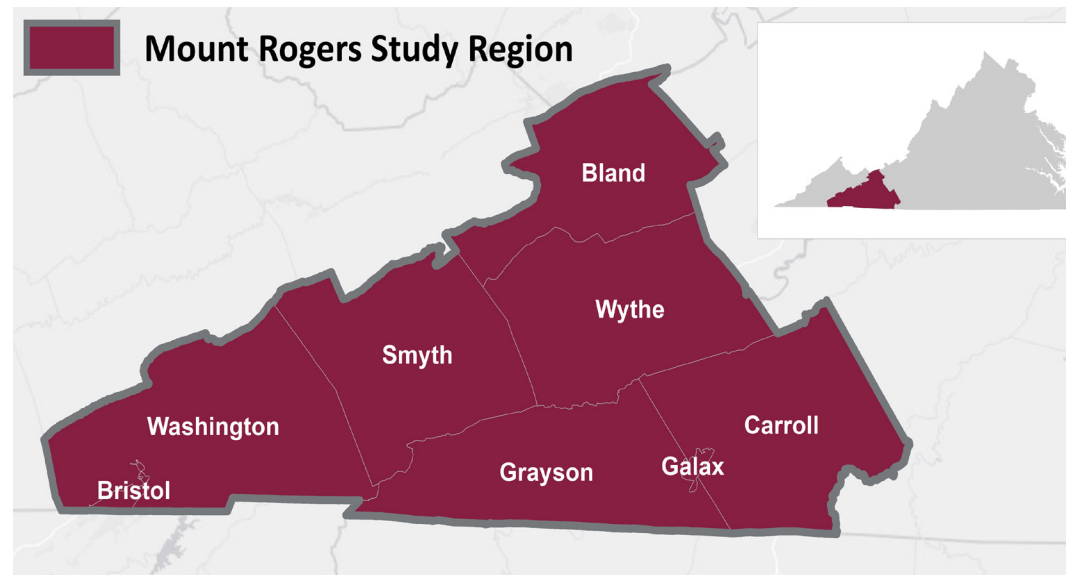 Mount Rogers Study Region
Bland
Wythe
Smyth
Carroll
Washington
Galax
Grayson
Bristol